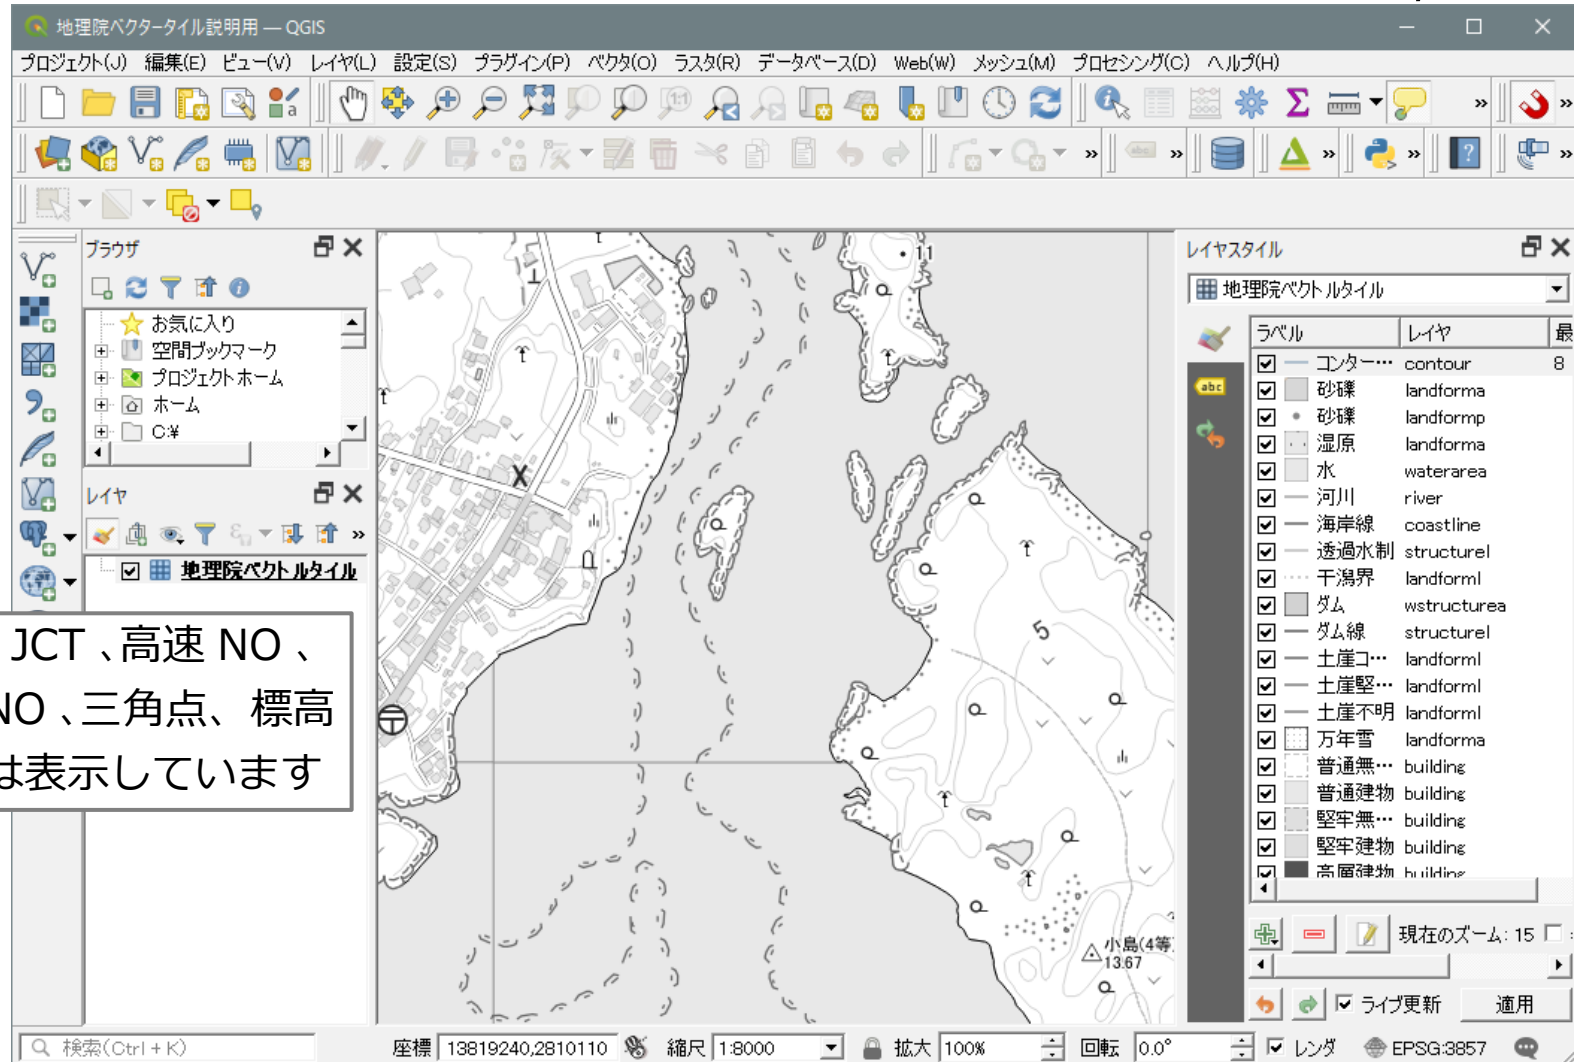 地理院ベクタータイル説明用 — QGIS
プロジェクト(J) 編集(E) ビュー(V) レイヤ(L) 設定(S) プラグイン(P) ベクタ(O) ラスタ(R) データベース(D) Web(W) メッシュ(M) プロセシング(C) ヘルプ(H)
ブラウザ
お気に入り
空間ブックマーク
プロジェクトホーム
ホーム
C:¥
レイヤ
地理院ベクトルタイル
JCT、高速 NO、
NO、三角点、標高
は表示しています
11
5
小島(4等
13.67
レイヤスタイル
地理院ベクトルタイル
abc
ラベル レイヤ 最
コンター… contour 8
砂礫 landforma
砂礫 landformp
湿原 landforma
水 waterarea
河川 river
海岸線 coastline
透過水制 structurel
干潟界 landforml
ダム wstructurea
ダム線 structurel
土崖コ… landforml
土崖堅… landforml
土崖不明 landforml
万年雪 landforma
普通無… building
普通建物 building
堅牢無… building
堅牢建物 building
高層建物 building
現在のズーム: 15
ライブ更新 適用
検索(Ctrl + K) 座標 13819240,2810110 縮尺 1:8000 拡大 100% 回転 0.0° レンダ EPSG:3857